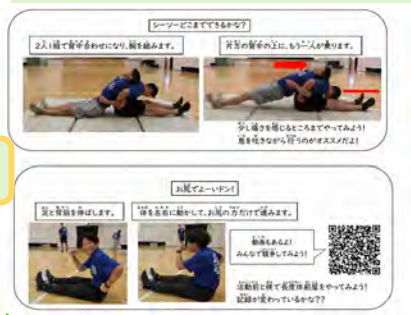 シーソーどこまでできるかな？
２人１組で背中合わせになり、腕を組みます。
片方の背中の上に、もう一人が乗ります。
少し痛さを感じるところまでやってみよう！
息を吐きながら行うのがオススメだよ！
お尻でよーいドン！
足と背筋を伸ばします。
体を左右に動かして、お尻の力だけで進みます。
動画もあるよ！
みんなで競争してみよう！
活動前と後で長座体前屈をやってみよう！
記録が変わっているかな？？